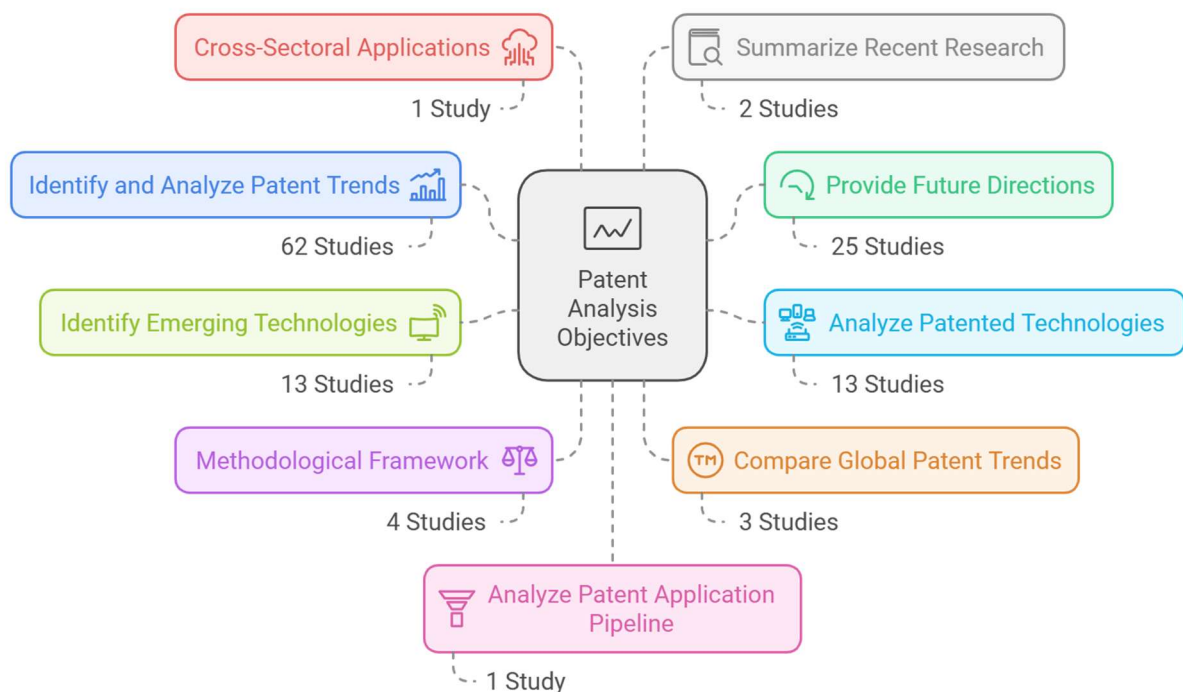 Cross-Sectoral Applications
1 Study
Summarize Recent Research
2 Studies
Identify and Analyze Patent Trends
62 Studies
Provide Future Directions
25 Studies
Patent
Analysis
Objectives
Identify Emerging Technologies
13 Studies
Analyze Patented Technologies
13 Studies
Methodological Framework
4 Studies
TM
Compare Global Patent Trends
3 Studies
Analyze Patent Application
Pipeline
1 Study